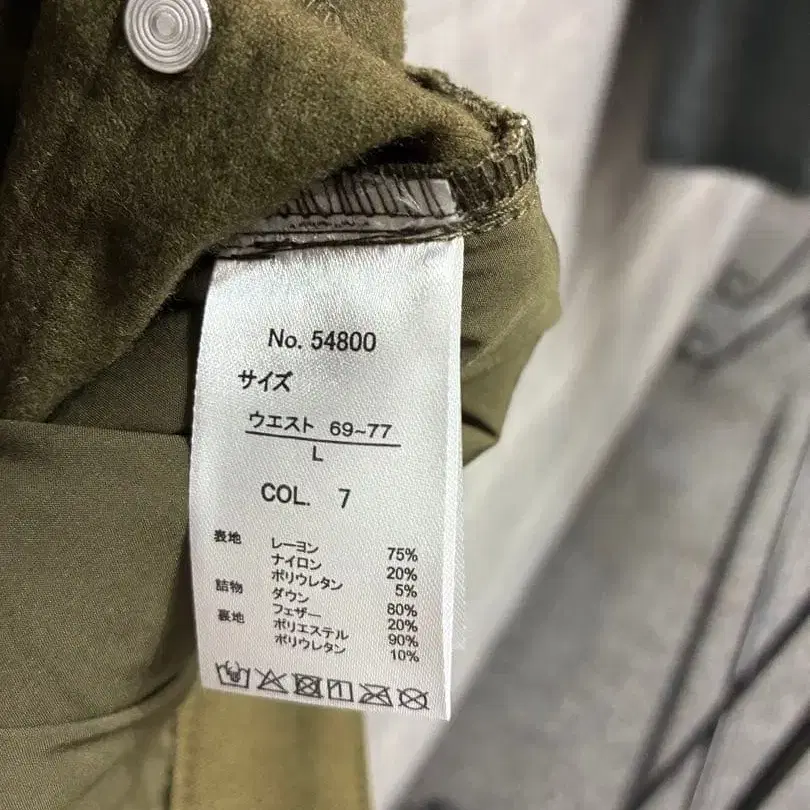 No. 54800
サイズ
ウエスト 69~77
L
COL. 7
表地 レーヨン 75%
ナイロン 20%
ポリウレタン 5%
詰物 ダウン 80%
フェザー 20%
裏地 ポリエステル 90%
ポリウレタン 10%